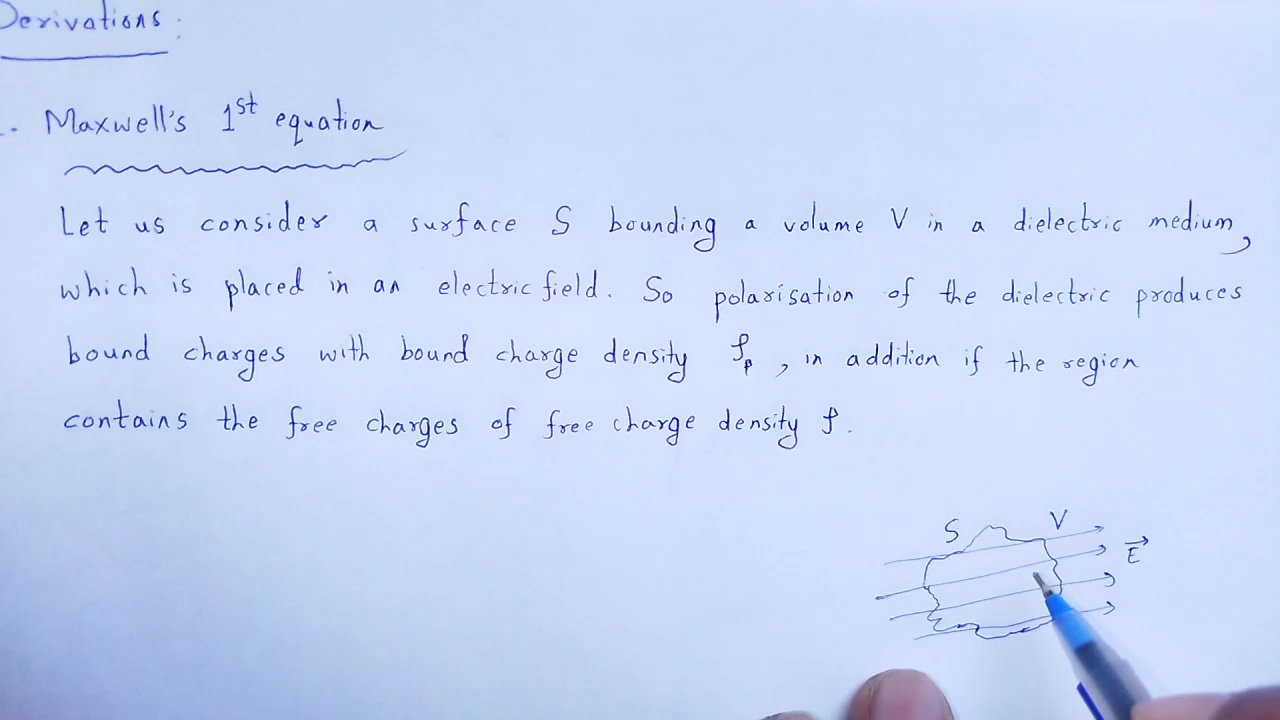 Derivations:
Maxwell's 1st equation
Let us consider a surface S bounding a volume V in a dielectric medium,
which is placed in an electric field. So polarisation of the dielectric produces
bound charges with bound charge density ρₚ, in addition if the region
contains the free charges of free charge density ρ.
S V
E⃗